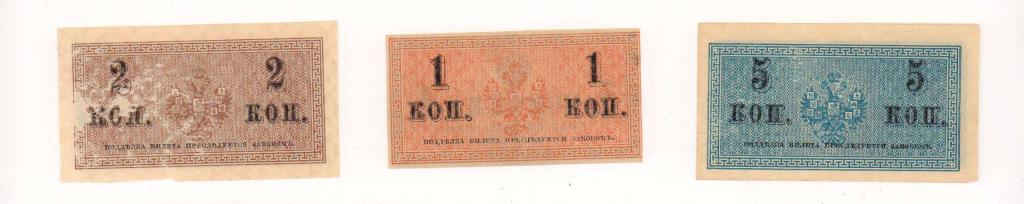 2 2
КОП. КОП.
ПОДДѢЛКА БИЛЕТА ПРЕСЛѢДУЕТСЯ ЗАКОНОМЪ.
1 1
КОП. КОП.
ПОДДѢЛКА БИЛЕТА ПРЕСЛѢДУЕТСЯ ЗАКОНОМЪ.
5 5
КОП. КОП.
ПОДДѢЛКА БИЛЕТА ПРЕСЛѢДУЕТСЯ ЗАКОНОМЪ.